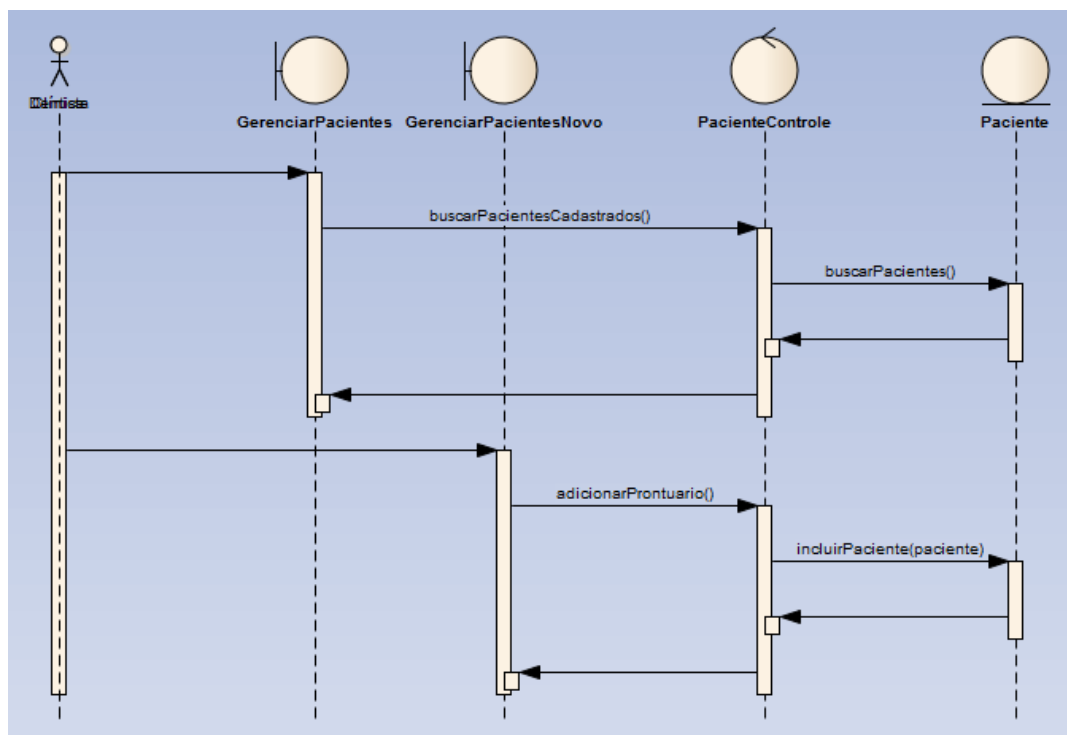 GerenciarPacientes
GerenciarPacientesNovo
PacienteControle
Paciente
buscarPacientesCadastrados()
buscarPacientes()
adicionarProntuario()
incluirPaciente(paciente)